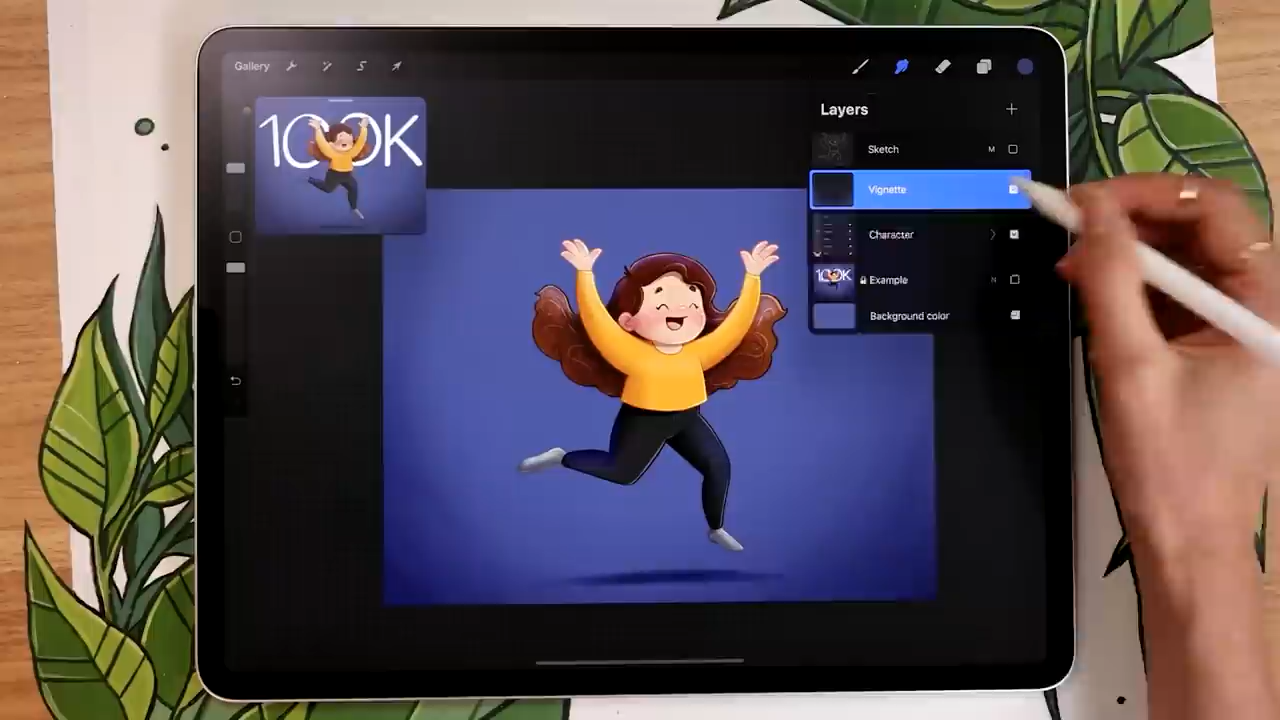 Gallery
100K
Layers
Sketch M
Vignette
Character
100K Example N
Background color